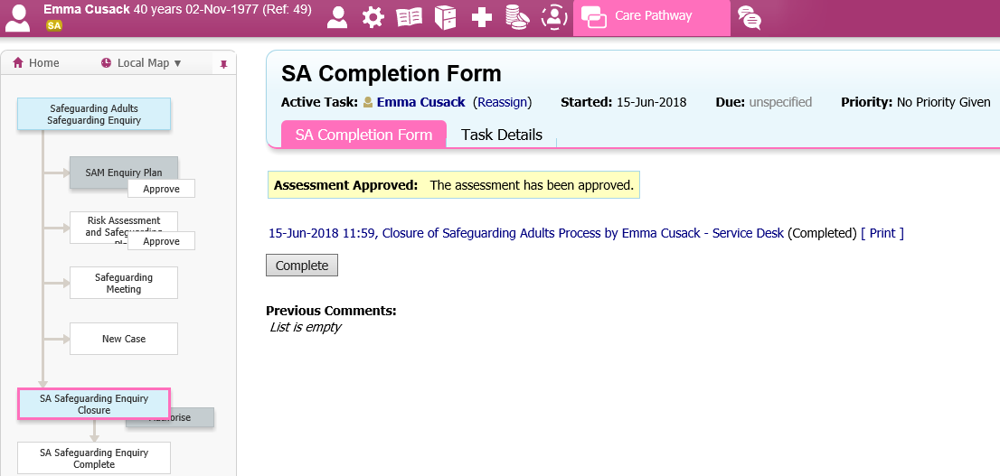 Emma Cusack 40 years 02-Nov-1977 (Ref: 49)
SA
Care Pathway
Home
Local Map ▼
Safeguarding Adults
Safeguarding Enquiry
SAM Enquiry Plan
Approve
Risk Assessment
and Safeguarding
Approve
Safeguarding
Meeting
New Case
SA Safeguarding Enquiry
Closure
SA Safeguarding Enquiry
Complete
SA Completion Form
Active Task: Emma Cusack (Reassign) Started: 15-Jun-2018 Due: unspecified Priority: No Priority Given
SA Completion Form Task Details
Assessment Approved: The assessment has been approved.
15-Jun-2018 11:59, Closure of Safeguarding Adults Process by Emma Cusack - Service Desk (Completed) [ Print ]
Complete
Previous Comments:
List is empty